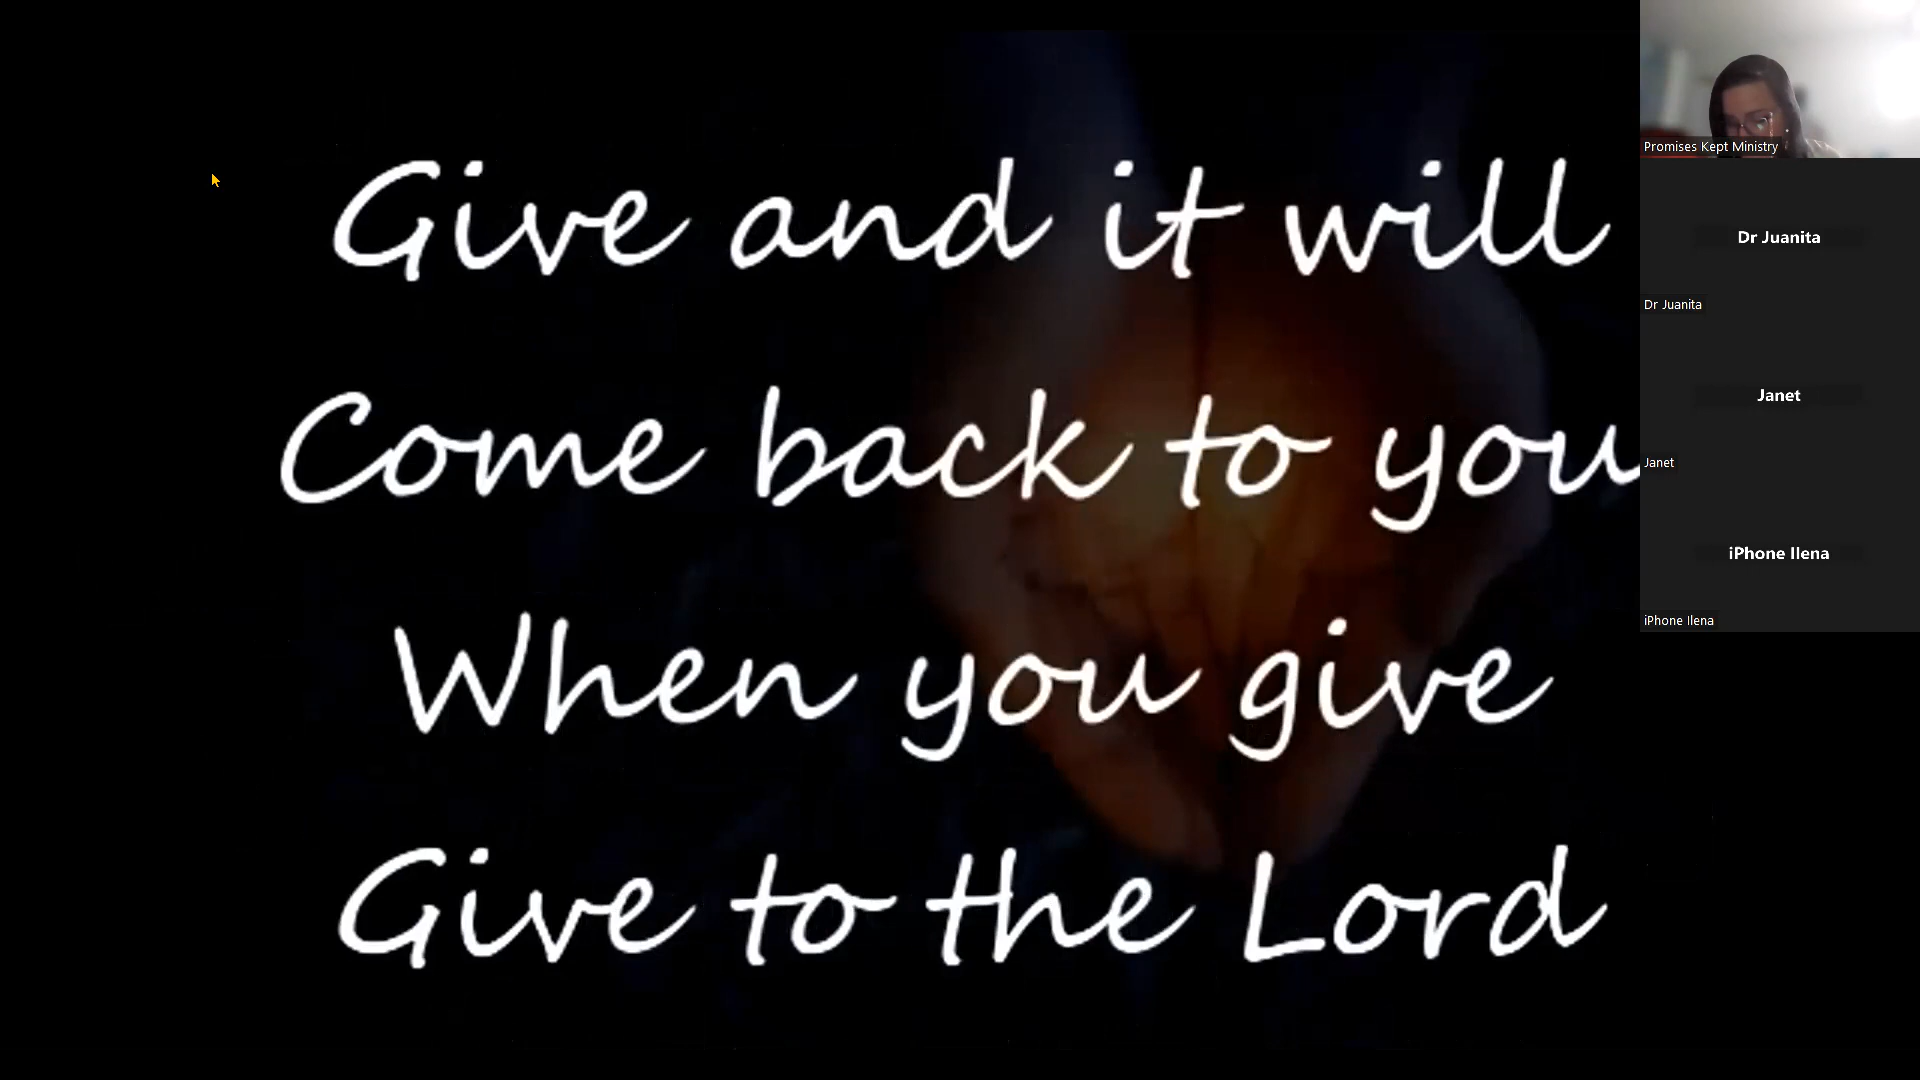 Give and it will
Come back to you
When you give
Give to the Lord
Promises Kept Ministry
Dr Juanita
Dr Juanita
Janet
Janet
iPhone Ilena
iPhone Ilena